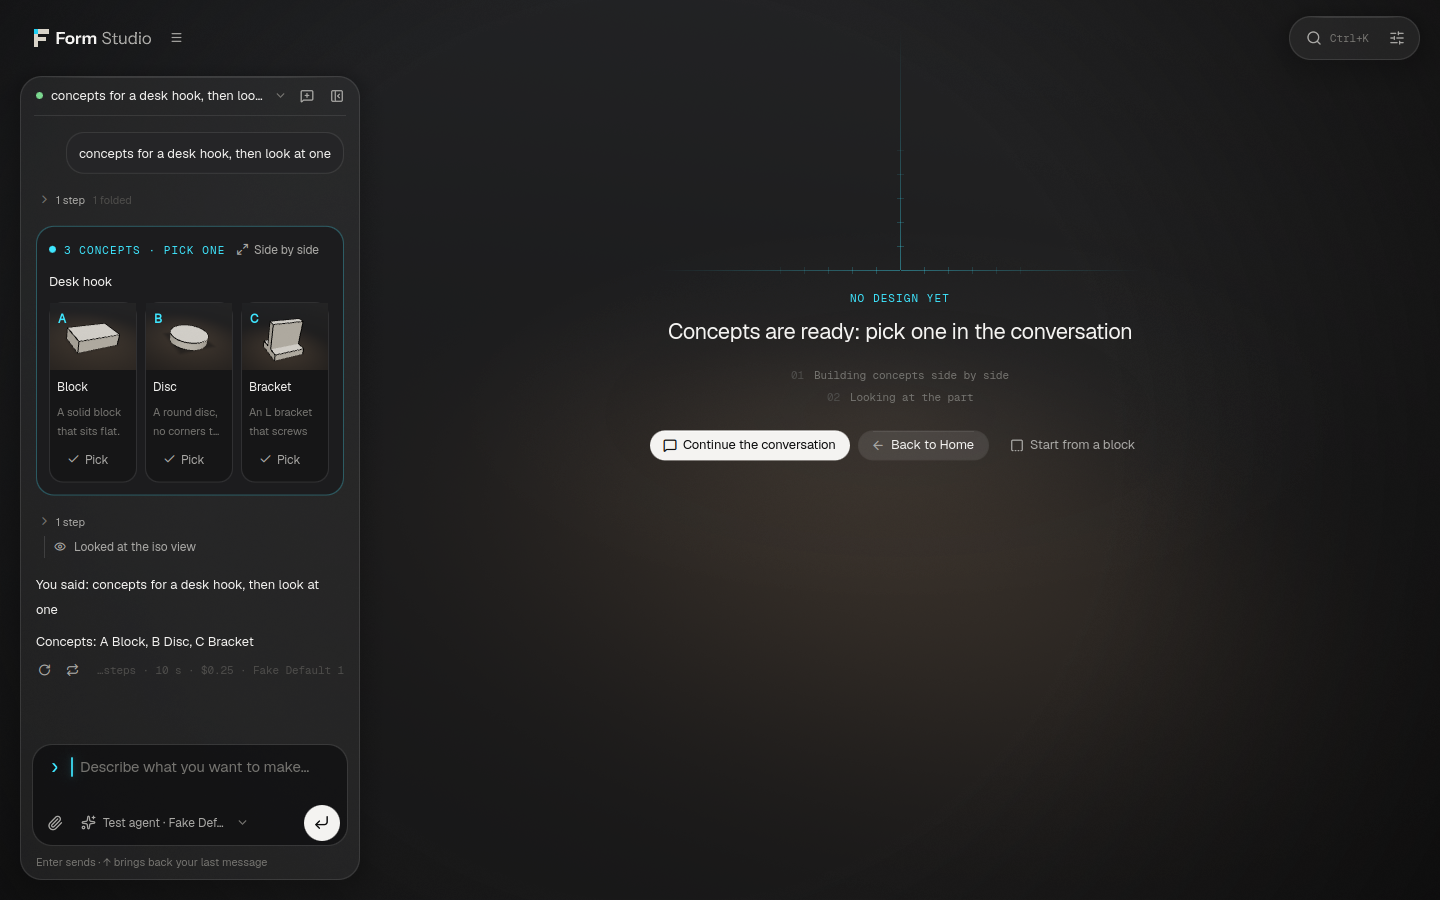 Form Studio
Ctrl+K
concepts for a desk hook, then loo...
concepts for a desk hook, then look at one
1 step 1 folded
3 CONCEPTS · PICK ONE Side by side
Desk hook
A B C
Block Disc Bracket
A solid block A round disc, An L bracket
that sits flat. no corners t... that screws
Pick Pick Pick
1 step
Looked at the iso view
You said: concepts for a desk hook, then look at
one
Concepts: A Block, B Disc, C Bracket
…steps · 10 s · $0.25 · Fake Default 1
Describe what you want to make...
Test agent · Fake Def...
Enter sends · ↑ brings back your last message
NO DESIGN YET
Concepts are ready: pick one in the conversation
01 Building concepts side by side
02 Looking at the part
Continue the conversation Back to Home Start from a block